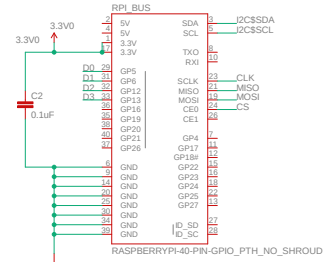 RPI_BUS
3.3V0
3.3V0
2 5V SDA 3 I2C$SDA
4 5V SCL 5 I2C$SCL
1 3.3V
17 3.3V TXO 8
RXI 10
D0 29 GP5
D1 31 GP6 SCLK 23 CLK
D2 32 GP12 MISO 21 MISO
D3 33 GP13 MOSI 19 MOSI
36 GP16 CE0 24 CS
35 GP19 CE1 26
38 GP20
40 GP21 GP4 7
37 GP26 GP17 11
GP18# 12
6 GND GP22 15
9 GND GP23 16
14 GND GP24 18
20 GND GP25 22
25 GND GP27 13
30 GND
34 GND ID_SD 27
39 GND ID_SC 28
C2
0.1uF
RASPBERRYPI-40-PIN-GPIO_PTH_NO_SHROUD